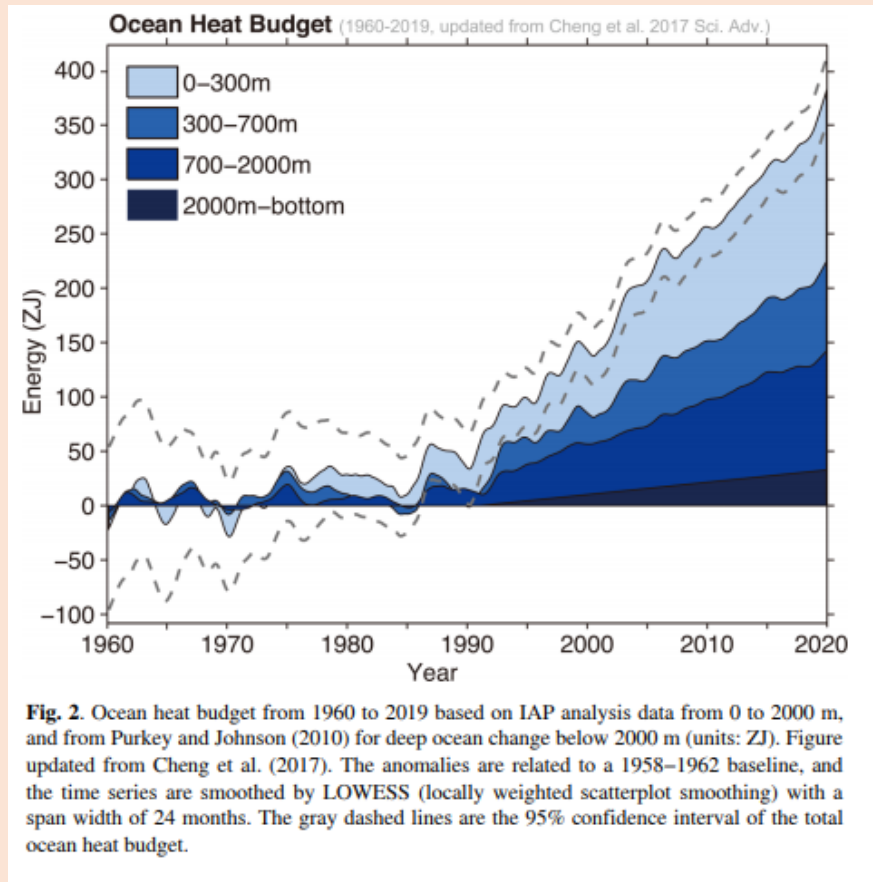 Ocean Heat Budget (1960-2019, updated from Cheng et al. 2017 Sci. Adv.)
400
350
300
250
200
150
100
50
0
−50
−100
Energy (ZJ)
0−300m
300−700m
700−2000m
2000m−bottom
1960 1970 1980 1990 2000 2010 2020
Year
Fig. 2. Ocean heat budget from 1960 to 2019 based on IAP analysis data from 0 to 2000 m,
and from Purkey and Johnson (2010) for deep ocean change below 2000 m (units: ZJ). Figure
updated from Cheng et al. (2017). The anomalies are related to a 1958–1962 baseline, and
the time series are smoothed by LOWESS (locally weighted scatterplot smoothing) with a
span width of 24 months. The gray dashed lines are the 95% confidence interval of the total
ocean heat budget.